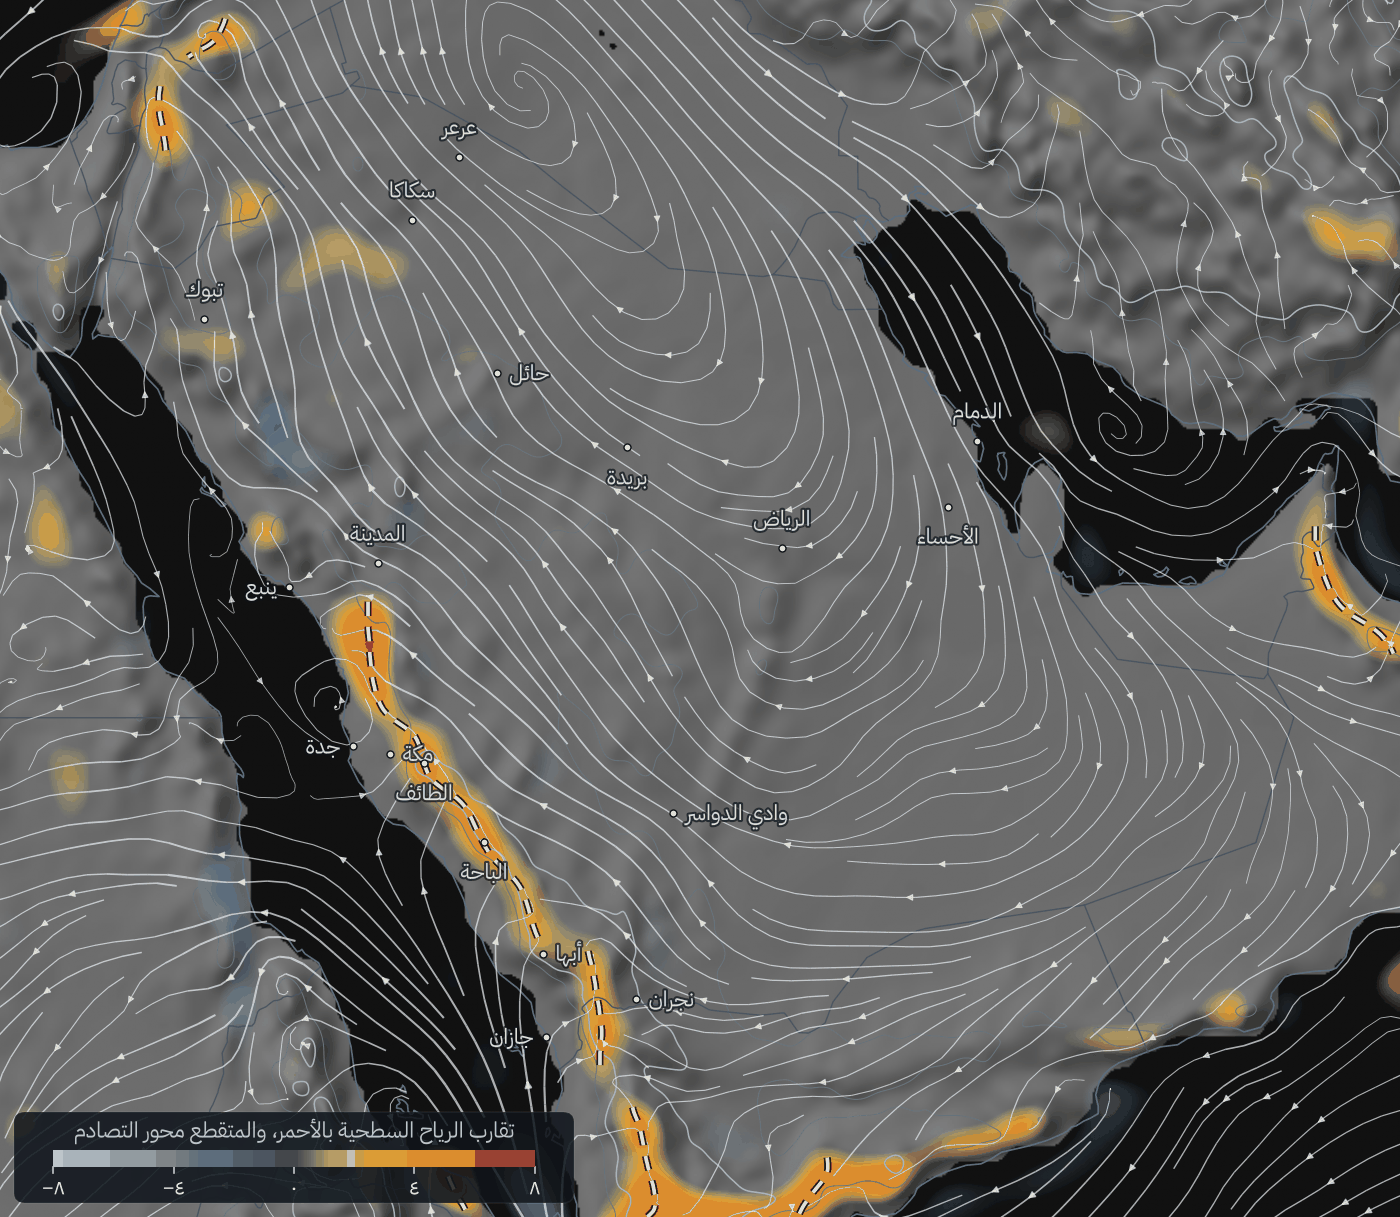 عرعر
سكاكا
تبوك
حائل
الدمام
بريدة
الرياض
الأحساء
المدينة
ينبع
جدة
مكة
الطائف
وادي الدواسر
الباحة
أبها
نجران
جازان
تقارب الرياح السطحية بالأحمر، والمتقطع محور التصادم
−٨ −٤ ٠ ٤ ٨